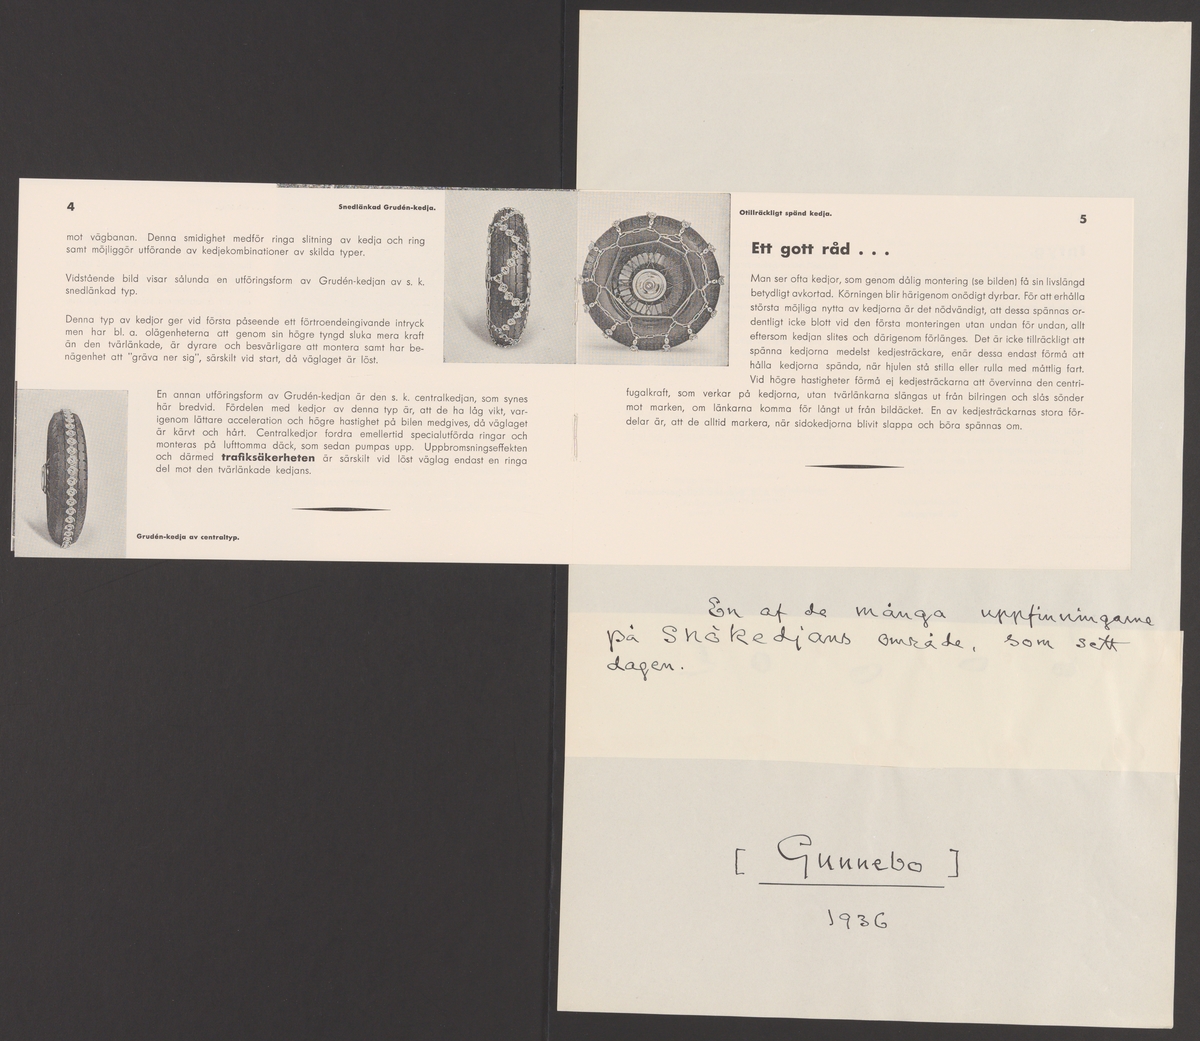 4
Snedlänkad Grudén-kedja.
mot vägbanan. Denna smidighet medför ringa slitning av kedja och ring
samt möjliggör utförande av kedjekombinationer av skilda typer.
Vidstående bild visar sålunda en utföringsform av Grudén-kedjan av s. k.
snedlänkad typ.
Denna typ av kedjor ger vid första påseende ett förtroendeingivande intryck
men har bl. a. olägenheterna att genom sin högre tyngd sluka mera kraft
än den tvärlänkade, är dyrare och besvärligare att montera samt har be-
nägenhet att "gräva ner sig", särskilt vid start, då väglaget är löst.
En annan utföringsform av Grudén-kedjan är den s. k. centralkedjan, som synes
här bredvid. Fördelen med kedjor av denna typ är, att de ha låg vikt, var-
igenom lättare acceleration och högre hastighet på bilen medgives, då väglaget
är kärvt och hårt. Centralkedjor fordra emellertid specialutförda ringar och
monteras på lufttomma däck, som sedan pumpas upp. Uppbromsningseffekten
och därmed trafiksäkerheten är särskilt vid löst väglag endast en ringa
del mot den tvärlänkade kedjans.
Grudén-kedja av centraltyp.
Otillräckligt spänd kedja.
5
Ett gott råd . . .
Man ser ofta kedjor, som genom dålig montering (se bilden) få sin livslängd
betydligt avkortad. Körningen blir härigenom onödigt dyrbar. För att erhålla
största möjliga nytta av kedjorna är det nödvändigt, att dessa spännas or-
dentligt icke blott vid den första monteringen utan undan för undan, allt
eftersom kedjan slites och därigenom förlänges. Det är icke tillräckligt att
spänna kedjorna medelst kedjesträckare, enär dessa endast förmå att
hålla kedjorna spända, när hjulen stå stilla eller rulla med måttlig fart.
Vid högre hastigheter förmå ej kedjesträckarna att övervinna den centri-
fugalkraft, som verkar på kedjorna, utan tvärlänkarna slängas ut från bilringen och slås sönder
mot marken, om länkarna komma för långt ut från bildäcket. En av kedjesträckarnas stora för-
delar är, att de alltid markera, när sidokedjorna blivit slappa och böra spännas om.
En af de många uppfinningarne
på Snökedjans område, som sett
dagen.
[ Gunnebo ]
1936